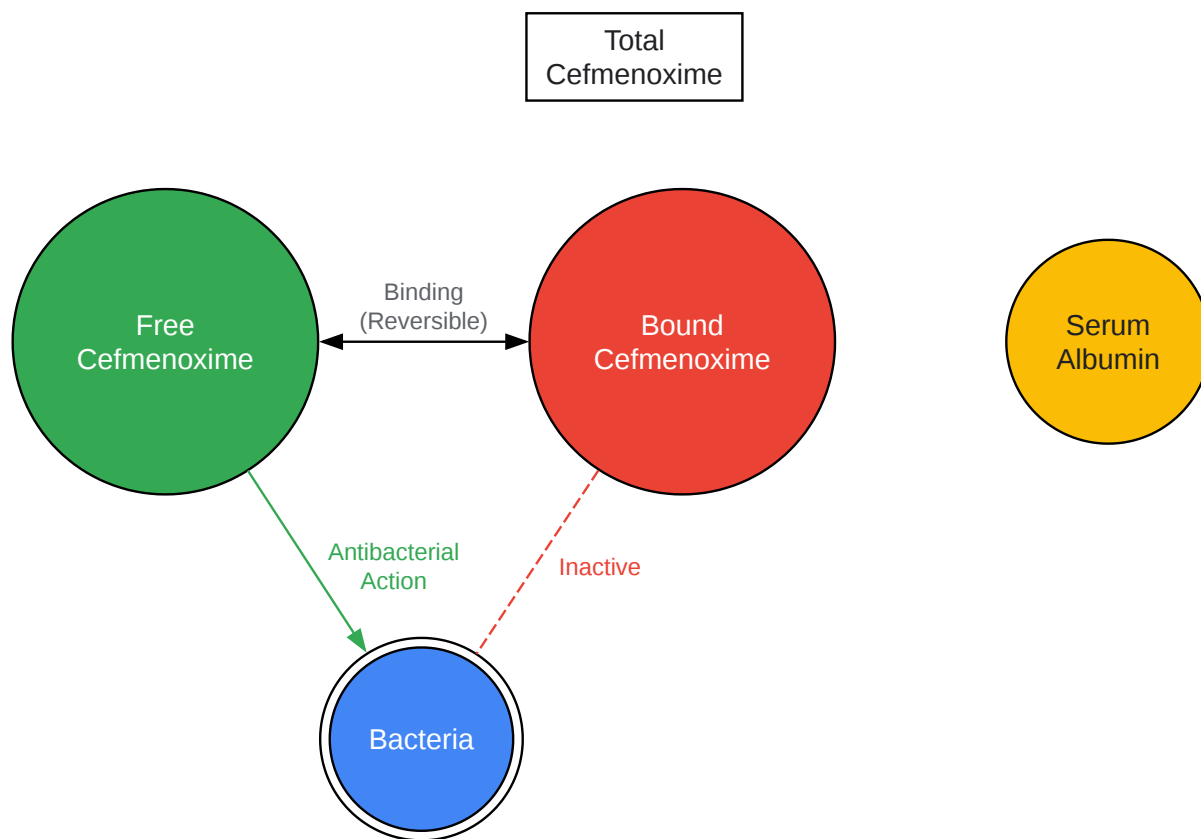 Total
Cefmenoxime
Free
Cefmenoxime
Binding
(Reversible)
Bound
Cefmenoxime
Serum
Albumin
Antibacterial
Action
Inactive
Bacteria